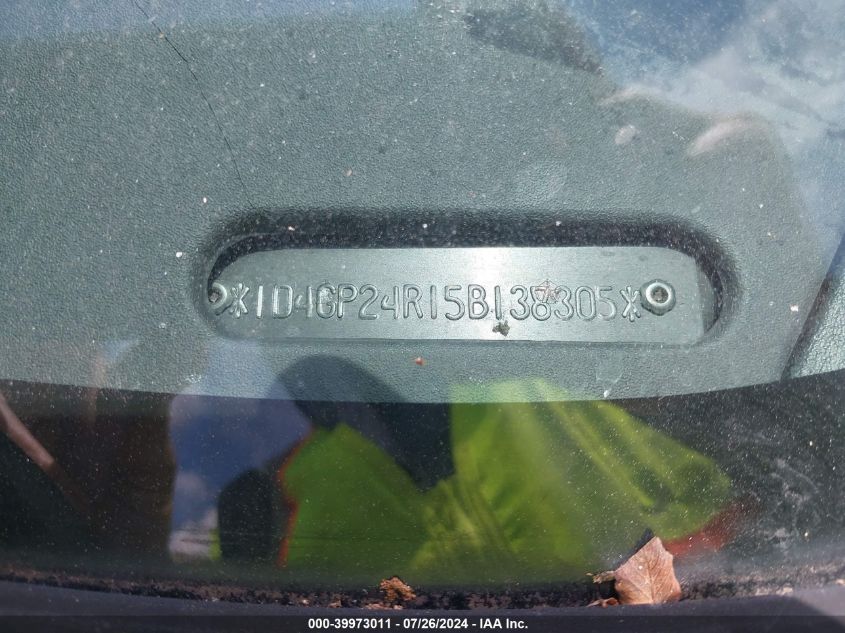 *1D4GP24R15B138305*
000-39973011 - 07/26/2024 - IAA Inc.